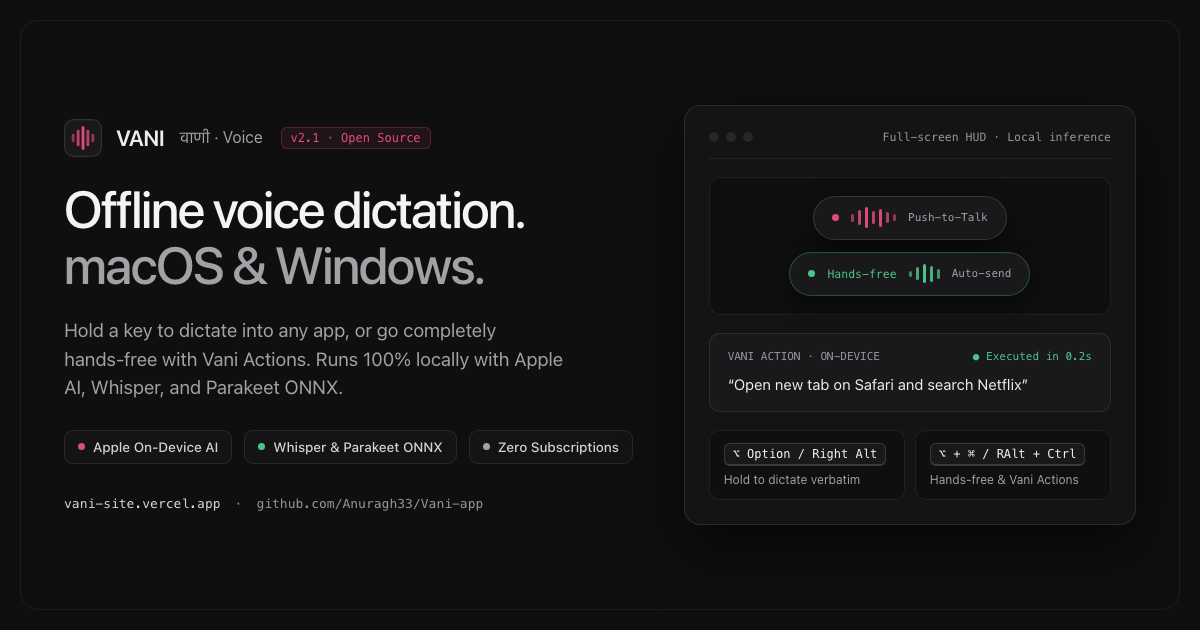 VANI वाणी · Voice v2.1 · Open Source
Offline voice dictation.
macOS & Windows.
Hold a key to dictate into any app, or go completely
hands-free with Vani Actions. Runs 100% locally with Apple
AI, Whisper, and Parakeet ONNX.
Apple On-Device AI
Whisper & Parakeet ONNX
Zero Subscriptions
vani-site.vercel.app · github.com/Anuragh33/Vani-app
Full-screen HUD · Local inference
Push-to-Talk
Hands-free Auto-send
VANI ACTION · ON-DEVICE
Executed in 0.2s
“Open new tab on Safari and search Netflix”
⌥ Option / Right Alt
Hold to dictate verbatim
⌥ + ⌘ / RAlt + Ctrl
Hands-free & Vani Actions